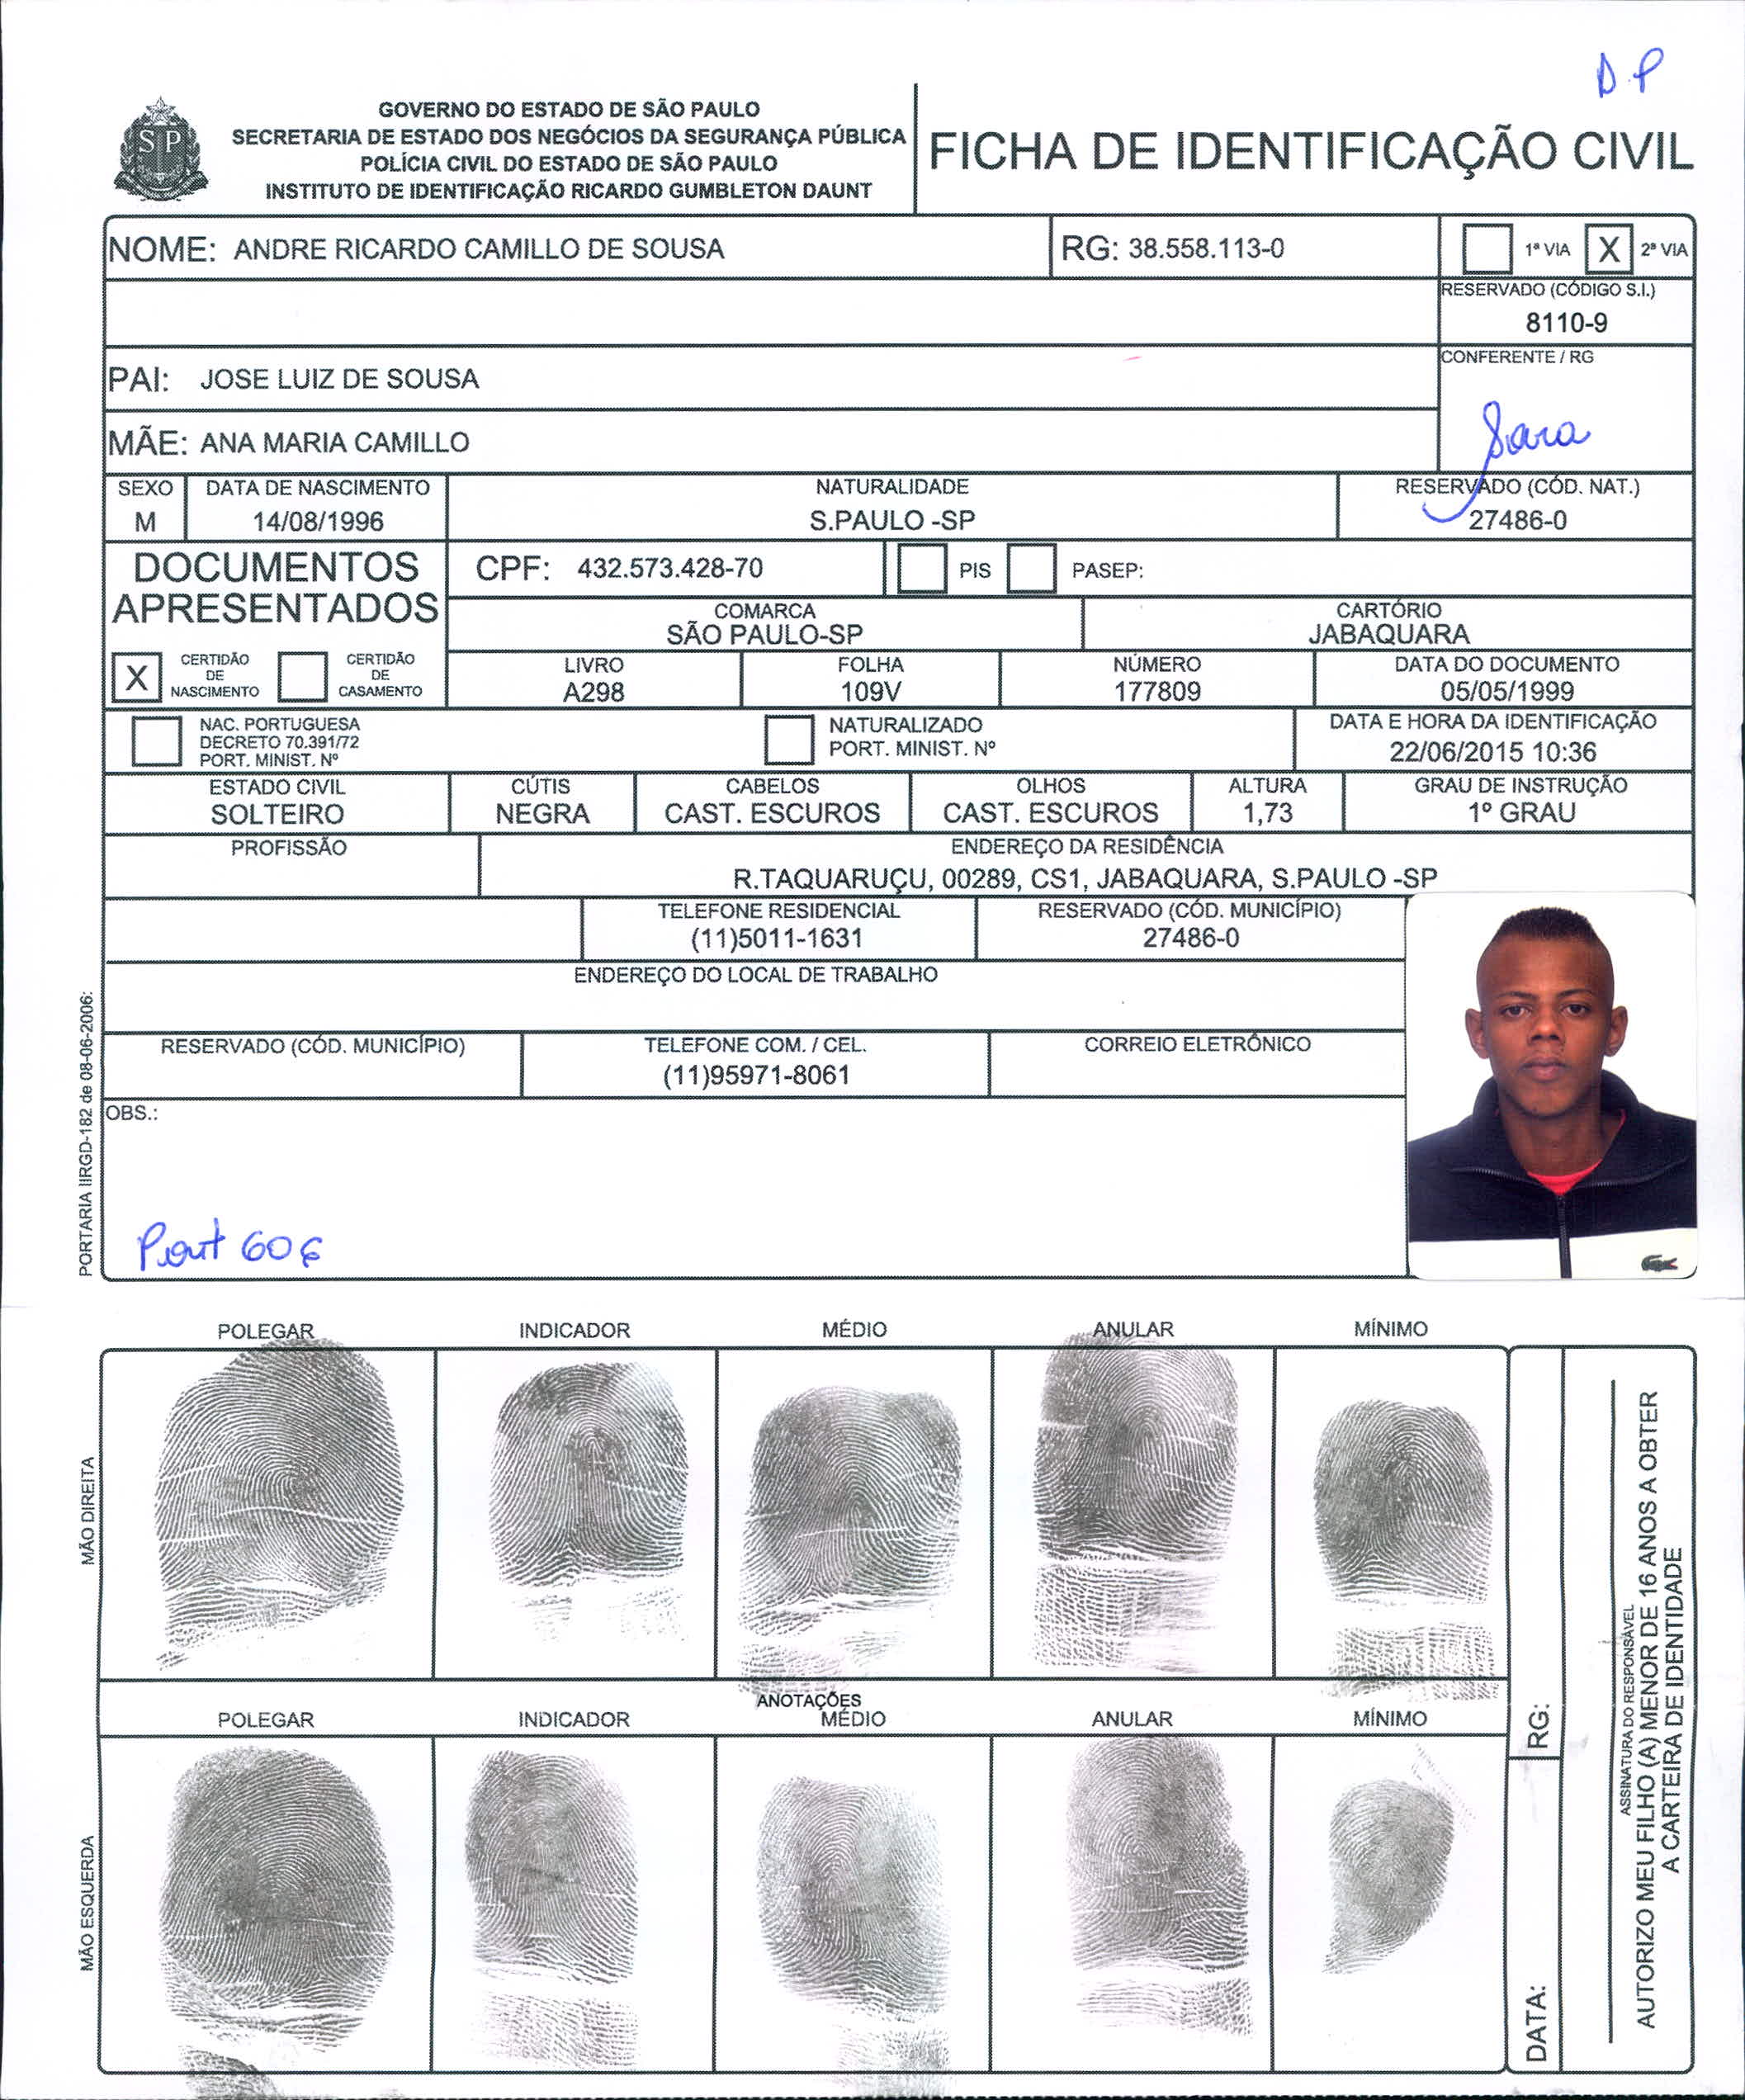 D.P
GOVERNO DO ESTADO DE SÃO PAULO
SECRETARIA DE ESTADO DOS NEGÓCIOS DA SEGURANÇA PÚBLICA
POLÍCIA CIVIL DO ESTADO DE SÃO PAULO
INSTITUTO DE IDENTIFICAÇÃO RICARDO GUMBLETON DAUNT
SP
FICHA DE IDENTIFICAÇÃO CIVIL
NOME: ANDRE RICARDO CAMILLO DE SOUSA RG: 38.558.113-0 1ª VIA X 2ª VIA
RESERVADO (CÓDIGO S.I.)
8110-9
PAI: JOSE LUIZ DE SOUSA
CONFERENTE / RG
Sara
MÃE: ANA MARIA CAMILLO
SEXO DATA DE NASCIMENTO NATURALIDADE RESERVADO (CÓD. NAT.)
M 14/08/1996 S.PAULO -SP 27486-0
DOCUMENTOS
APRESENTADOS
CPF: 432.573.428-70 PIS PASEP:
COMARCA CARTÓRIO
SÃO PAULO-SP JABAQUARA
X CERTIDÃO DE NASCIMENTO CERTIDÃO DE CASAMENTO
LIVRO FOLHA NÚMERO DATA DO DOCUMENTO
A298 109V 177809 05/05/1999
NAC. PORTUGUESA
DECRETO 70.391/72
PORT. MINIST. Nº
NATURALIZADO
PORT. MINIST. Nº
DATA E HORA DA IDENTIFICAÇÃO
22/06/2015 10:36
ESTADO CIVIL CÚTIS CABELOS OLHOS ALTURA GRAU DE INSTRUÇÃO
SOLTEIRO NEGRA CAST. ESCUROS CAST. ESCUROS 1,73 1º GRAU
PROFISSÃO ENDEREÇO DA RESIDÊNCIA
R.TAQUARUÇU, 00289, CS1, JABAQUARA, S.PAULO -SP
TELEFONE RESIDENCIAL RESERVADO (CÓD. MUNICÍPIO)
(11)5011-1631 27486-0
ENDEREÇO DO LOCAL DE TRABALHO
RESERVADO (CÓD. MUNICÍPIO) TELEFONE COM. / CEL. CORREIO ELETRÔNICO
(11)95971-8061
OBS.:
PORTARIA IIRGD-182 de 08-06-2006:
POLEGAR INDICADOR MÉDIO ANULAR MÍNIMO
MÃO DIREITA
ANOTAÇÕES
POLEGAR INDICADOR MÉDIO ANULAR MÍNIMO
MÃO ESQUERDA
RG:
DATA:
ASSINATURA DO RESPONSÁVEL
AUTORIZO MEU FILHO (A) MENOR DE 16 ANOS A OBTER
A CARTEIRA DE IDENTIDADE